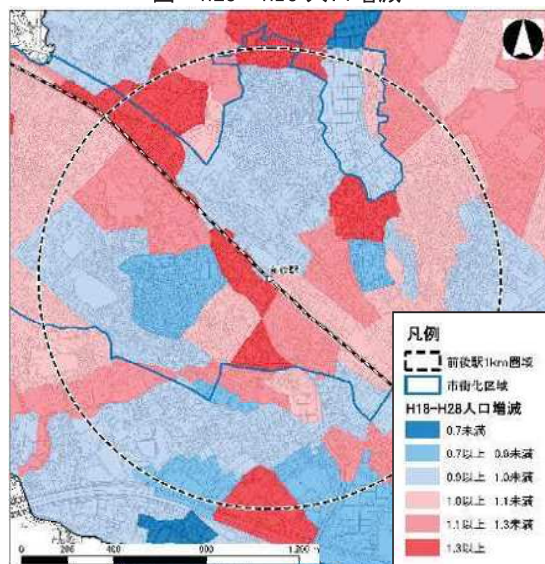 前後駅
凡例
前後駅1km圏域
市街化区域
H18-H28人口増減
0.7未満
0.7以上 0.9未満
0.9以上 1.0未満
1.0以上 1.1未満
1.1以上 1.3未満
1.3以上
0 200 400 800 1,200